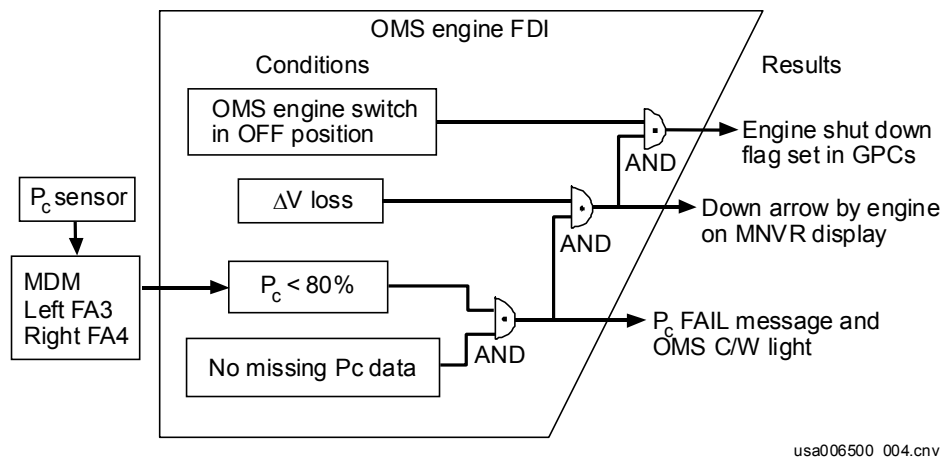 OMS engine FDI
Conditions
Results
OMS engine switch
in OFF position
AND
Engine shut down
flag set in GPCs
Pc sensor
ΔV loss
AND
Down arrow by engine
on MNVR display
MDM
Left FA3
Right FA4
Pc < 80%
AND
Pc FAIL message and
OMS C/W light
No missing Pc data
usa006500_004.cnv